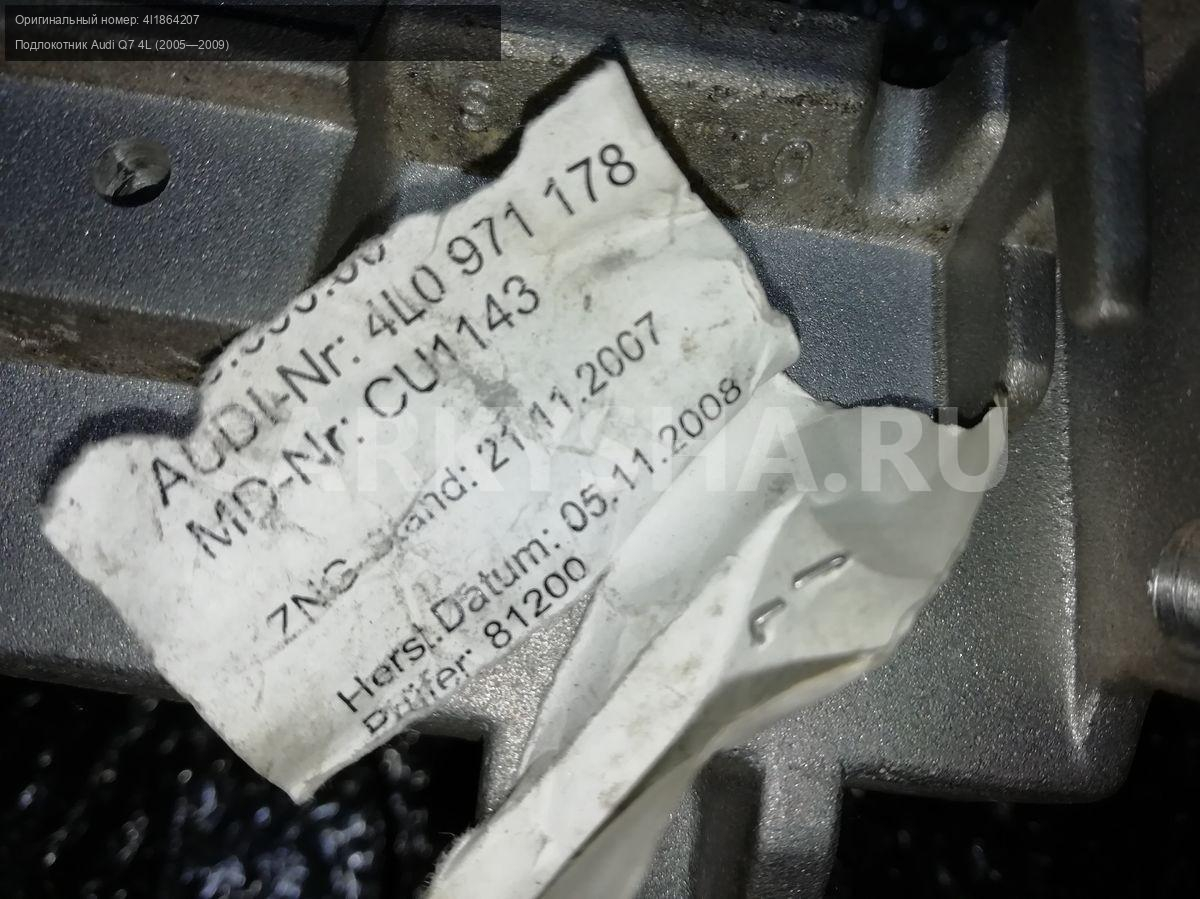 Оригинальный номер: 4l1864207
Подлокотник Audi Q7 4L (2005—2009)
AUDI-Nr: 4L0 971 178
MD-Nr: CU1143
ZNG-Stand: 21.11.2007
Herst.Datum: 05.11.2008
Prüfer: 81200
ARKYSHA.RU